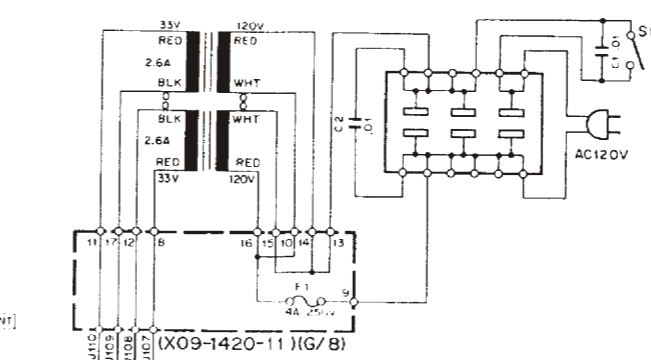 33V
120V
RED
RED
2.6A
BLK
WHT
BLK
WHT
2.6A
RED
RED
33V
120V
C2
.01
C1
.01
AC120V
11
17
12
8
16
15
10
14
13
F1
4A 250V
9
(X09-1420-11)(G/8)
J110
J109
J108
J107
NT]